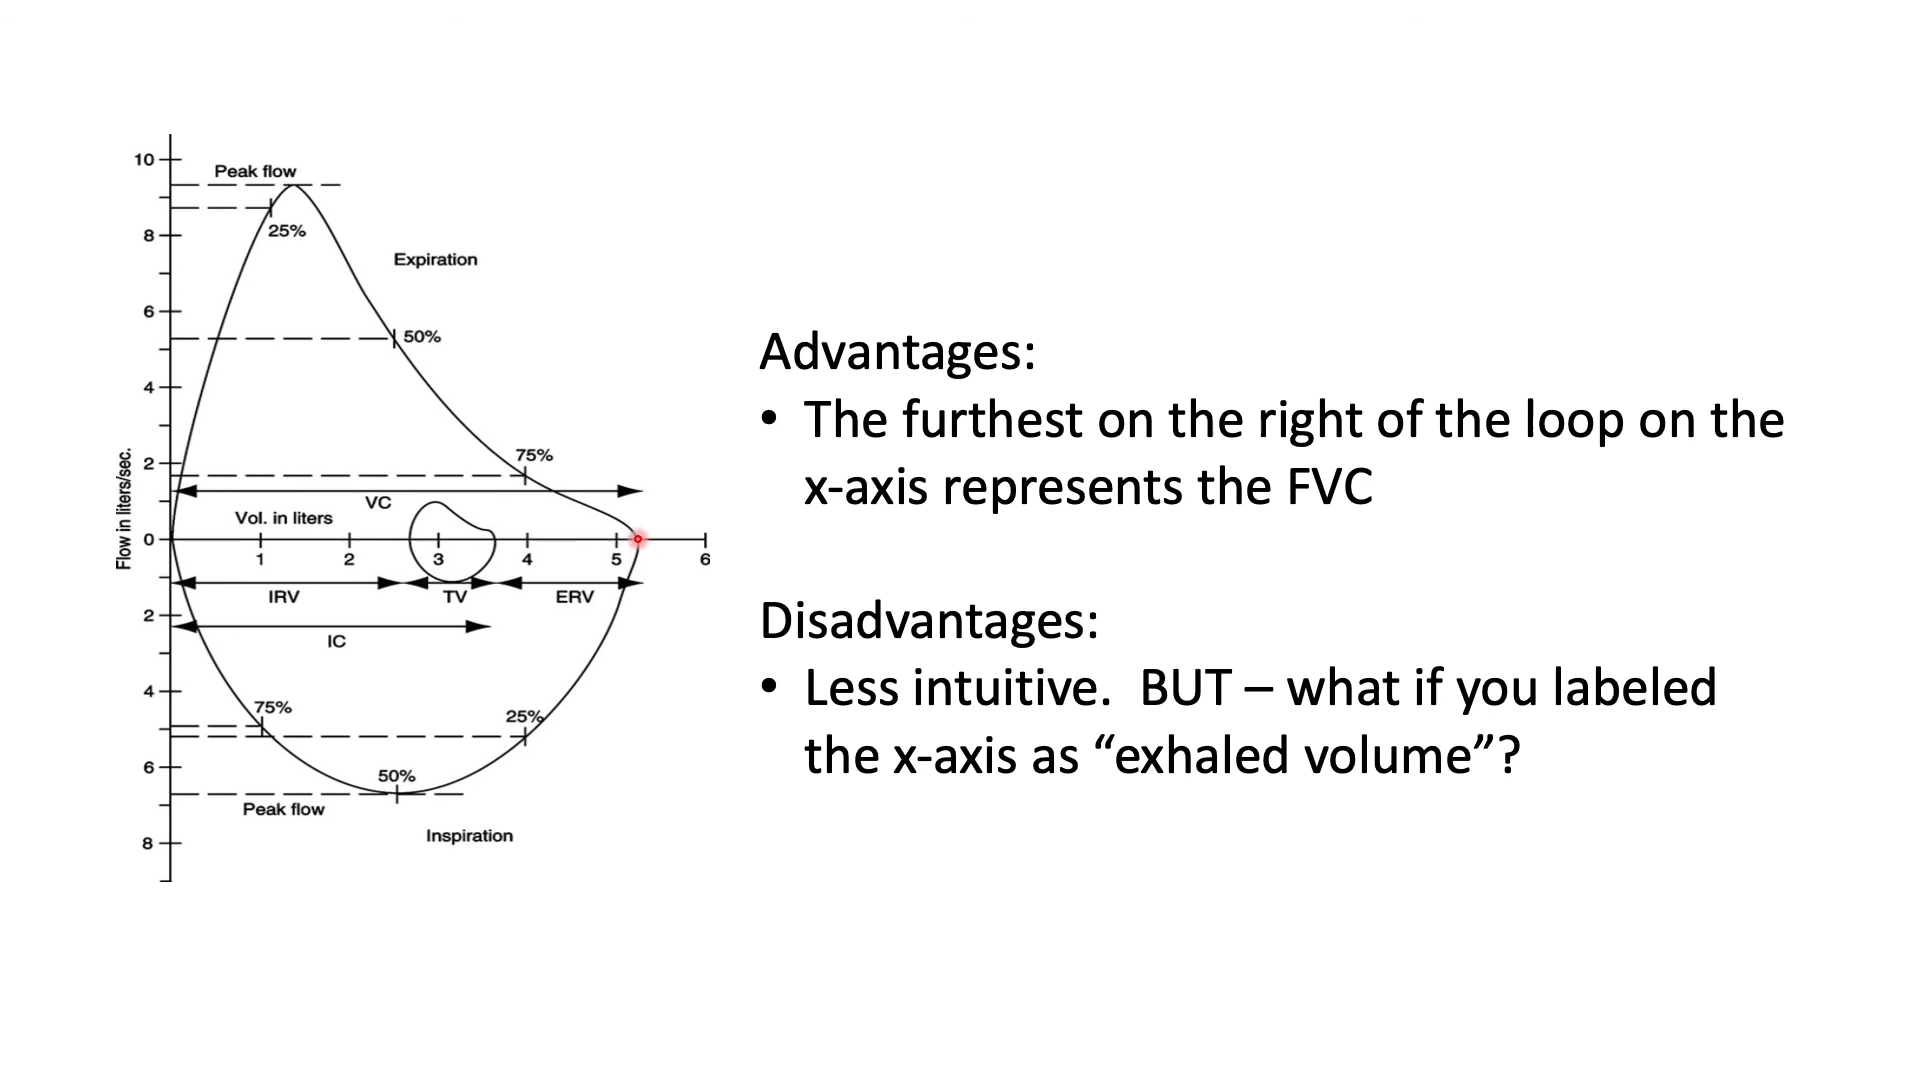 10
Peak flow
25%
8
Expiration
6
50%
4
75%
2
VC
Vol. in liters
Flow in liters/sec.
0
1 2 3 4 5 6
IRV TV ERV
2
IC
4
75%
25%
6
50%
Peak flow
Inspiration
8
Advantages:
• The furthest on the right of the loop on the
x-axis represents the FVC
Disadvantages:
• Less intuitive. BUT – what if you labeled
the x-axis as “exhaled volume”?